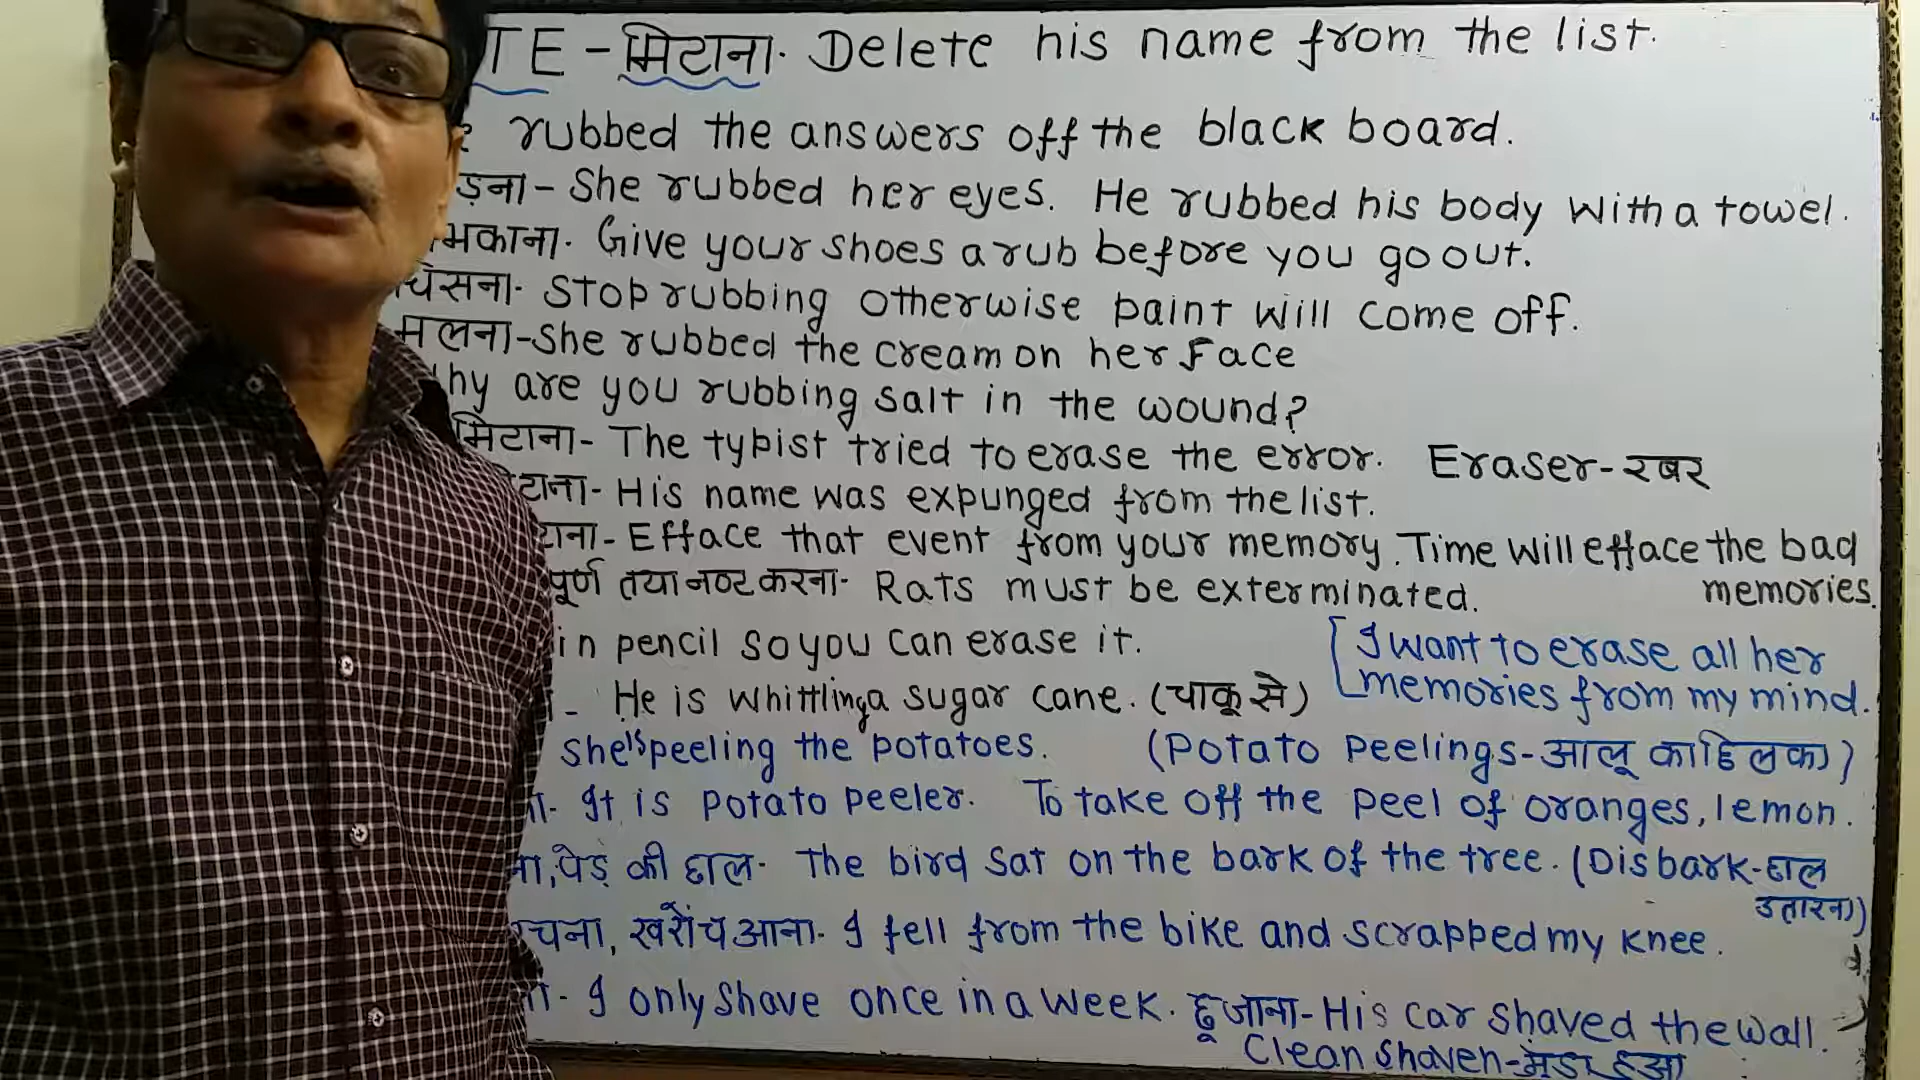 TE - मिटाना. Delete his name from the list.
rubbed the answers off the black board.
ड़ना - She rubbed her eyes. He rubbed his body with a towel.
मकाना. Give your shoes a rub before you go out.
घिसना. Stop rubbing otherwise paint will come off.
मलना - She rubbed the cream on her Face
hy are you rubbing salt in the wound?
मिटाना - The typist tried to erase the error. Eraser - रबर
टाना - His name was expunged from the list.
टाना - Efface that event from your memory. Time will efface the bad memories.
पूर्ण तया नष्ट करना - Rats must be exterminated.
in pencil so you can erase it.
[I want to erase all her
memories from my mind.
- He is whittling a sugar cane. (चाकू से)
she is peeling the potatoes. (Potato peelings - आलू का छिलका)
ना. It is potato peeler. To take off the peel of oranges, lemon.
ना, पेड़ की छाल - The bird sat on the bark of the tree. (Disbark - छाल उतारना)
रचना, खरोंच आना - I fell from the bike and scrapped my knee.
ना - I only shave once in a week. छू जाना - His car shaved the wall.
Clean shaven - मुंडा हुआ